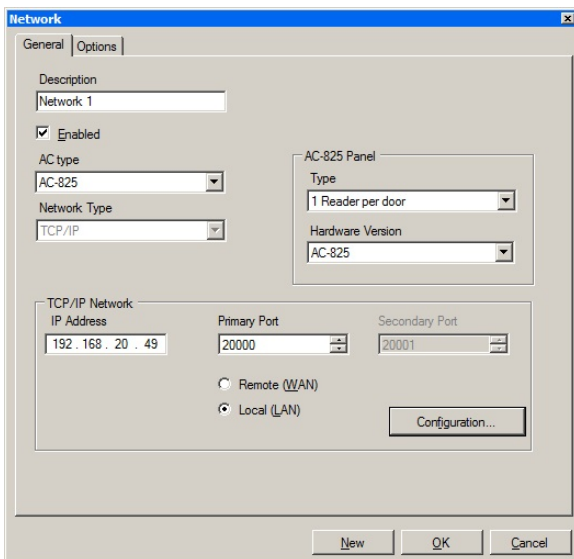 Network
General Options
Description
Network 1
Enabled
AC type
AC-825
Network Type
TCP/IP
AC-825 Panel
Type
1 Reader per door
Hardware Version
AC-825
TCP/IP Network
IP Address Primary Port Secondary Port
192 . 168 . 20 . 49 20000 20001
Remote (WAN)
Local (LAN)
Configuration...
New OK Cancel